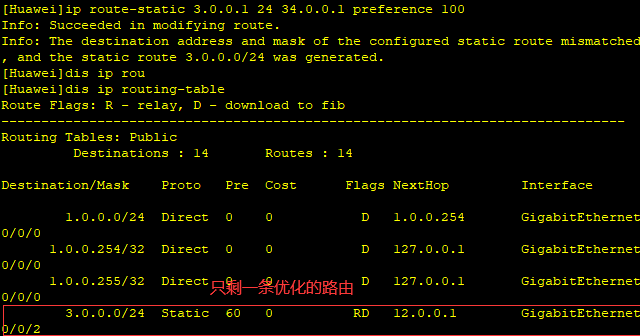 [Huawei]ip route-static 3.0.0.1 24 34.0.0.1 preference 100
Info: Succeeded in modifying route.
Info: The destination address and mask of the configured static route mismatched
, and the static route 3.0.0.0/24 was generated.
[Huawei]dis ip rou
[Huawei]dis ip routing-table
Route Flags: R - relay, D - download to fib
------------------------------------------------------------------------------
Routing Tables: Public
Destinations : 14 Routes : 14
Destination/Mask Proto Pre Cost Flags NextHop Interface
1.0.0.0/24 Direct 0 0 D 1.0.0.254 GigabitEthernet
0/0/0
1.0.0.254/32 Direct 0 0 D 127.0.0.1 GigabitEthernet
0/0/0
1.0.0.255/32 Direct 0 0 D 127.0.0.1 GigabitEthernet
0/0/0
只剩一条优化的路由
3.0.0.0/24 Static 60 0 RD 12.0.0.1 GigabitEthernet
0/0/2